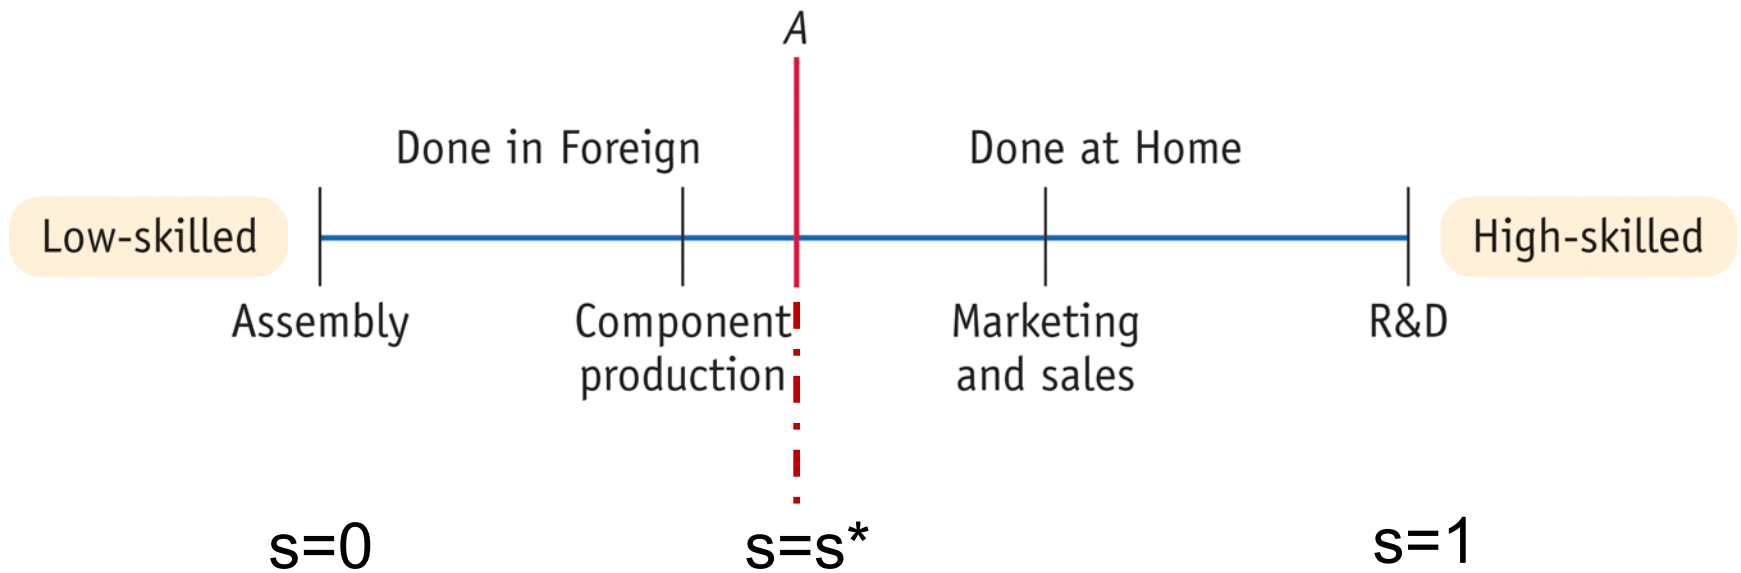 A
Done in Foreign
Done at Home
Low-skilled
High-skilled
Assembly
Component
production
Marketing
and sales
R&D
s=0
s=s*
s=1